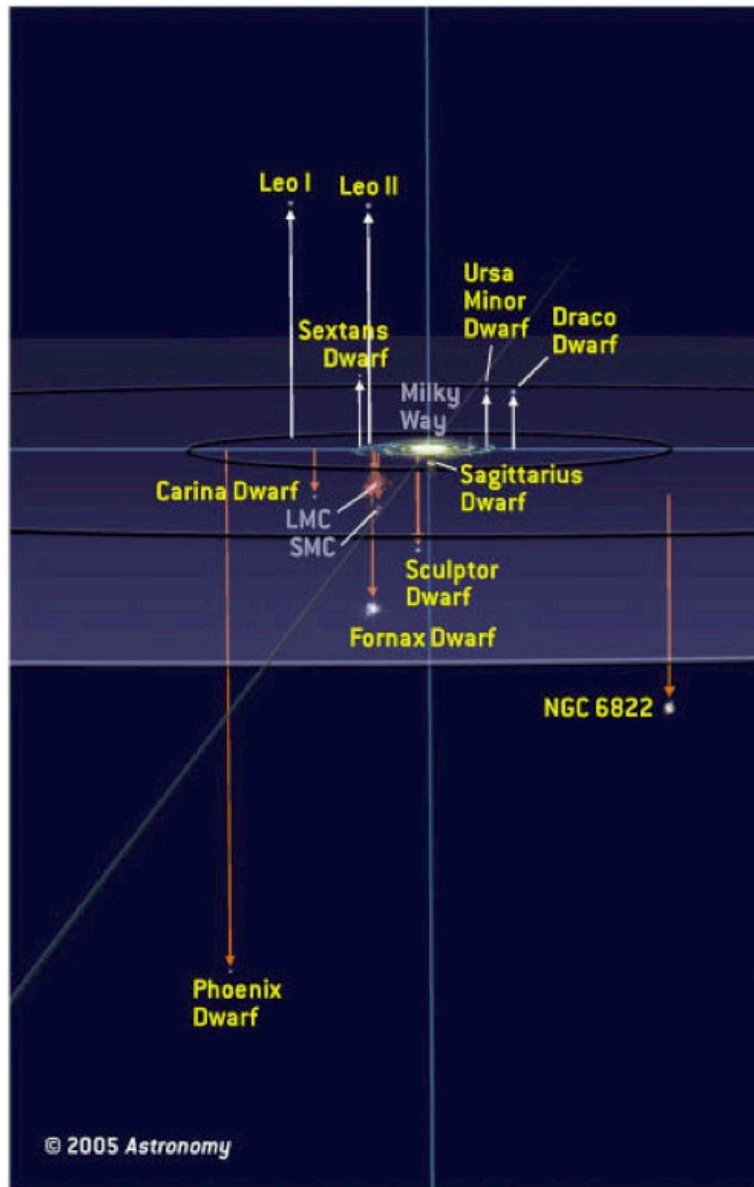 Leo I
Leo II
Ursa
Minor
Dwarf
Draco
Dwarf
Sextans
Dwarf
Milky
Way
Carina Dwarf
Sagittarius
Dwarf
LMC
SMC
Sculptor
Dwarf
Fornax Dwarf
NGC 6822
Phoenix
Dwarf
© 2005 Astronomy